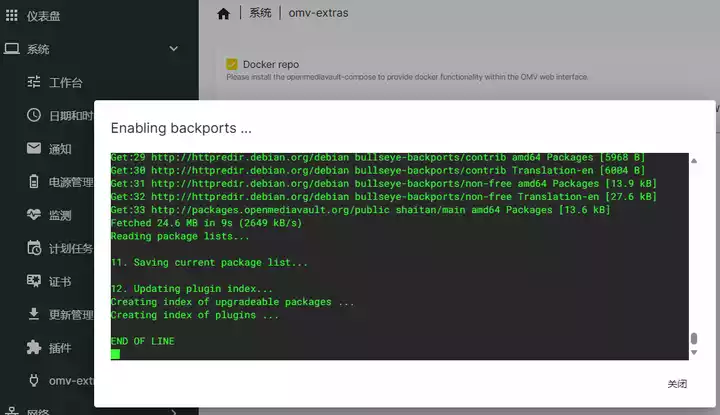 仪表盘
系统 | omv-extras
系统
Docker repo
Please install the openmediavault-compose to provide docker functionality within the OMV web interface.
工作台
日期和时
通知
电源管理
监测
计划任务
证书
更新管理
插件
omv-ext
网络
Enabling backports ...
Get:29 http://httpredir.debian.org/debian bullseye-backports/contrib amd64 Packages [5968 B]
Get:30 http://httpredir.debian.org/debian bullseye-backports/contrib Translation-en [6004 B]
Get:31 http://httpredir.debian.org/debian bullseye-backports/non-free amd64 Packages [13.9 kB]
Get:32 http://httpredir.debian.org/debian bullseye-backports/non-free Translation-en [27.6 kB]
Get:33 http://packages.openmediavault.org/public shaitan/main amd64 Packages [13.6 kB]
Fetched 24.6 MB in 9s (2649 kB/s)
Reading package lists...
11. Saving current package list...
12. Updating plugin index...
Creating index of upgradeable packages ...
Creating index of plugins ...
END OF LINE
关闭